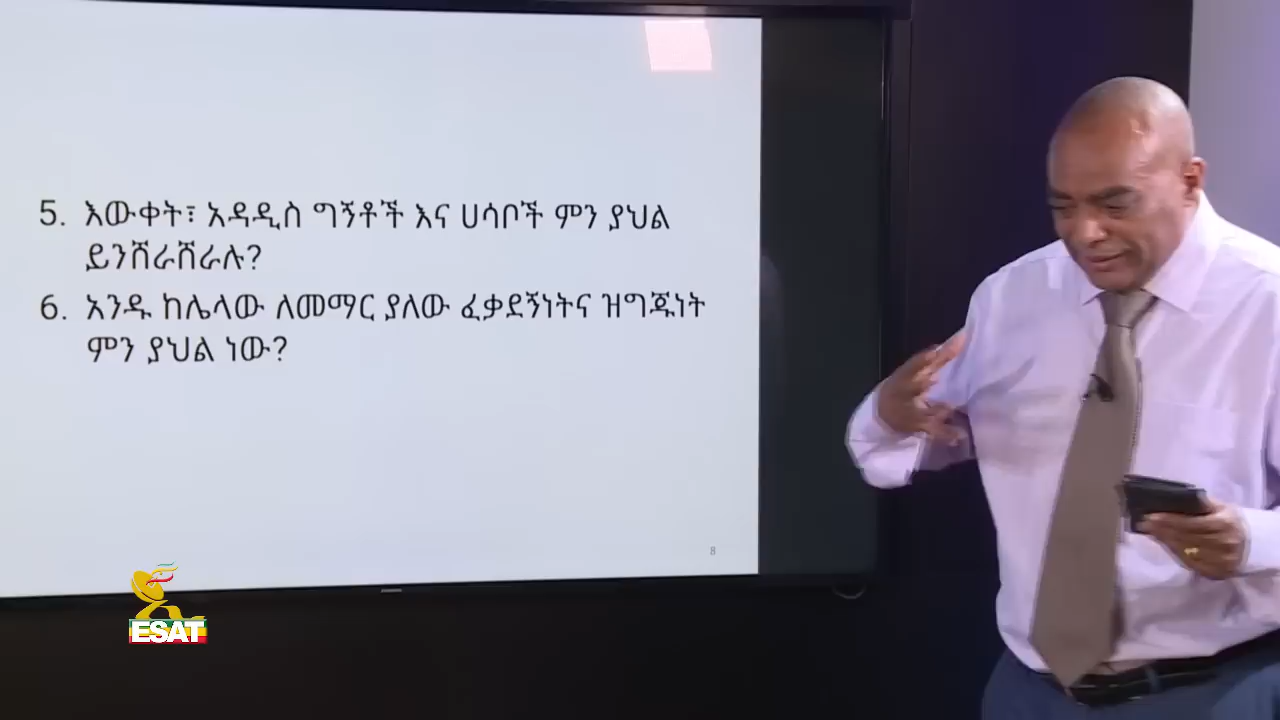 5. እውቀት፣ አዳዲስ ግኝቶች እና ሀሳቦች ምን ያህል
ይንሸራሸራሉ?
6. አንዱ ከሌላው ለመማር ያለው ፈቃደኝነትና ዝግጁነት
ምን ያህል ነው?
8
ESAT